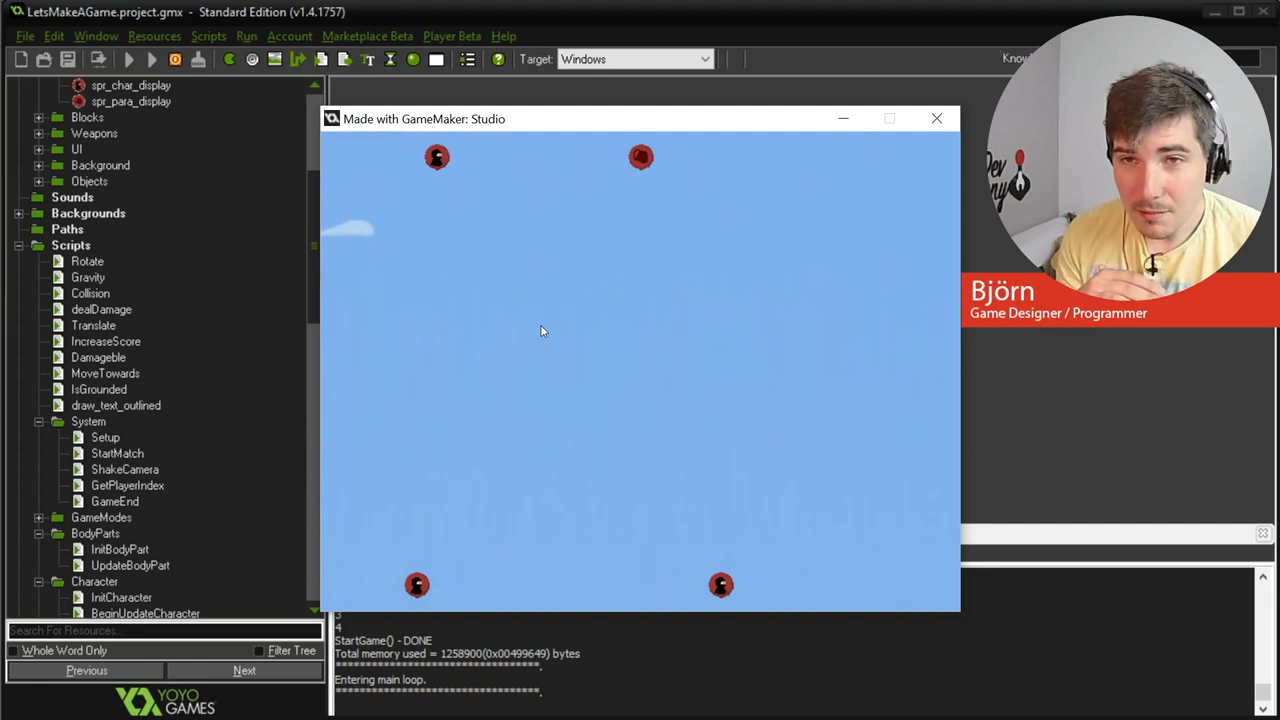 LetsMakeAGame.project.gmx - Standard Edition (v1.4.1757)
File Edit Window Resources Scripts Run Account Marketplace Beta Player Beta Help
Target: Windows
spr_char_display
spr_para_display
Blocks
Weapons
UI
Background
Objects
Sounds
Backgrounds
Paths
Scripts
Rotate
Gravity
Collision
dealDamage
Translate
IncreaseScore
Damageable
MoveTowards
IsGrounded
draw_text_outlined
System
Setup
StartMatch
ShakeCamera
GetPlayerIndex
GameEnd
GameModes
BodyParts
InitBodyPart
UpdateBodyPart
Character
InitCharacter
BeginUpdateCharacter
Search For Resources...
Whole Word Only Filter Tree
Previous Next
YOYO
GAMES
Made with GameMaker: Studio
Björn
Game Designer / Programmer
3
4
StartGame() - DONE
Total memory used = 1258900(0x00499649) bytes
**********************************.
Entering main loop.
**********************************.